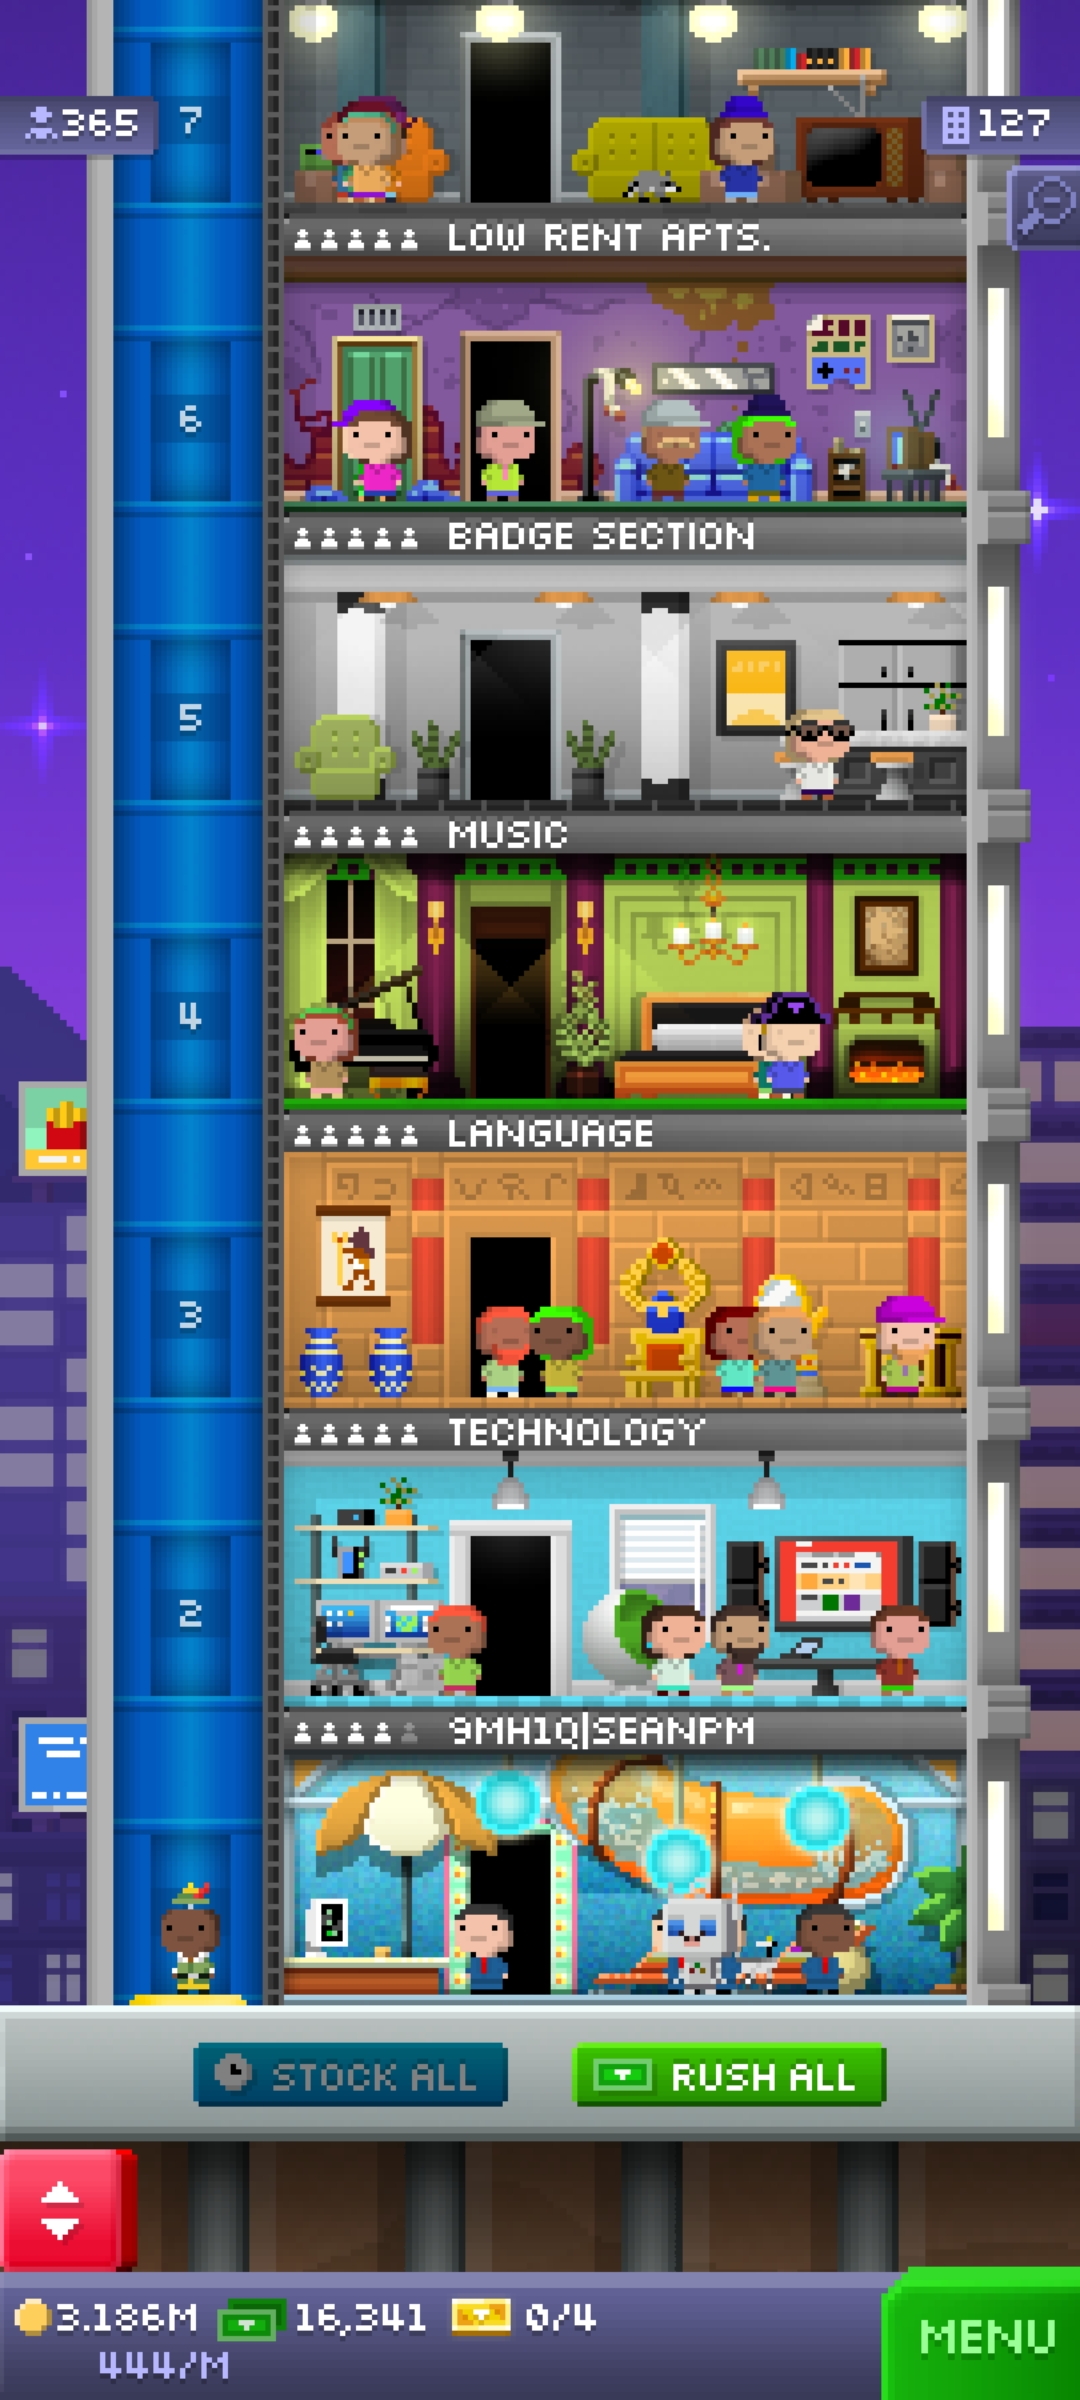 365
7
127
LOW RENT APTS.
6
BADGE SECTION
5
MUSIC
4
LANGUAGE
3
TECHNOLOGY
2
9MH1Q|SEANPM
STOCK ALL
RUSH ALL
3.186M 16,341 0/4
444/M
MENU